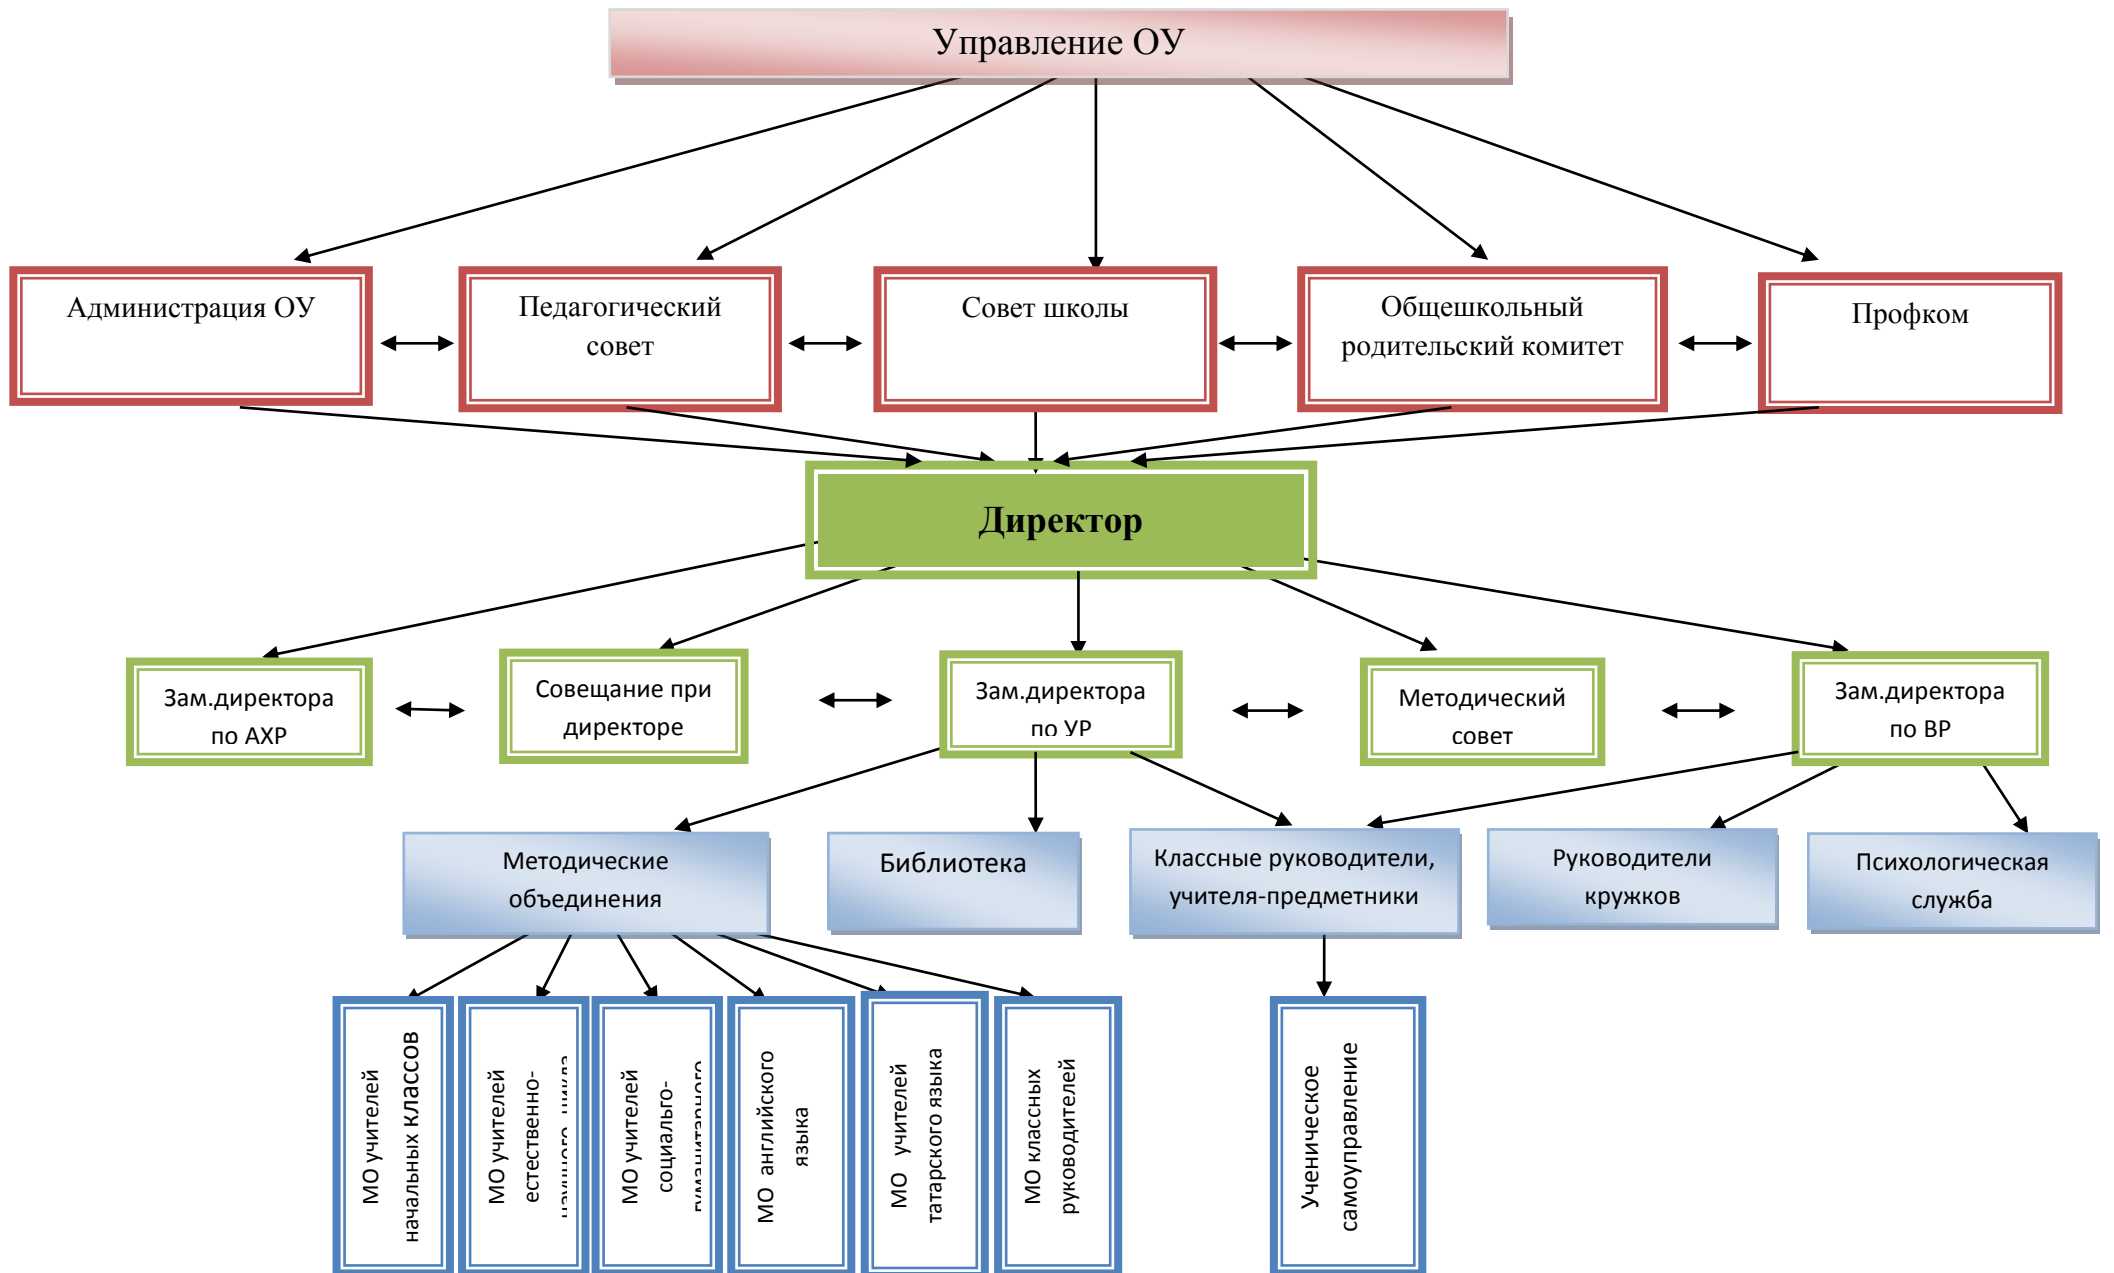 Управление ОУ
Администрация ОУ
Педагогический
совет
Совет школы
Общешкольный
родительский комитет
Профком
Директор
Зам.директора
по АХР
Совещание при
директоре
Зам.директора
по УР
Методический
совет
Зам.директора
по ВР
Методические
объединения
Библиотека
Классные руководители,
учителя-предметники
Руководители
кружков
Психологическая
служба
МО учителей
начальных классов
МО учителей
естественно-
научного цикла
МО учителей
социально-
гуманитарного
МО английского
языка
МО учителей
татарского языка
МО классных
руководителей
Ученическое
самоуправление